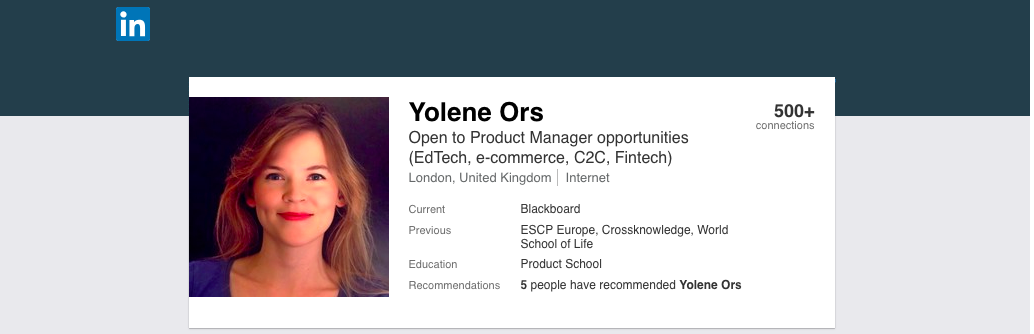 in
Yolene Ors
500+
connections
Open to Product Manager opportunities
(EdTech, e-commerce, C2C, Fintech)
London, United Kingdom | Internet
Current Blackboard
Previous ESCP Europe, Crossknowledge, World
School of Life
Education Product School
Recommendations 5 people have recommended Yolene Ors